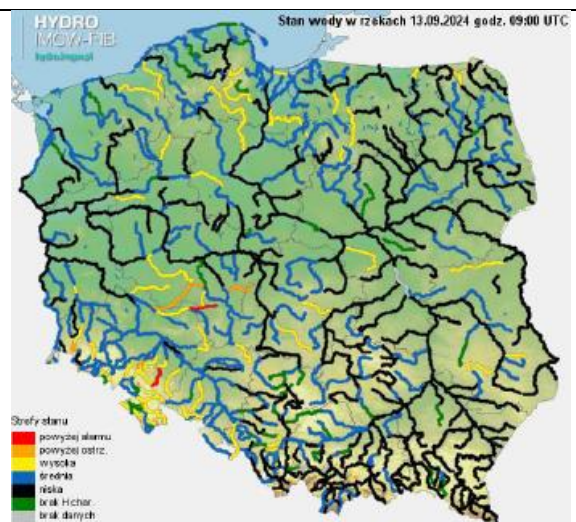 Stan wody w rzekach 13.09.2024 godz. 09:00 UTC
HYDRO
IMGW-PIB
hydro.imgw.pl
Strefy stanu
powyżej alarmu
powyżej ostrz.
wysoka
średnia
niska
brak H char.
brak danych